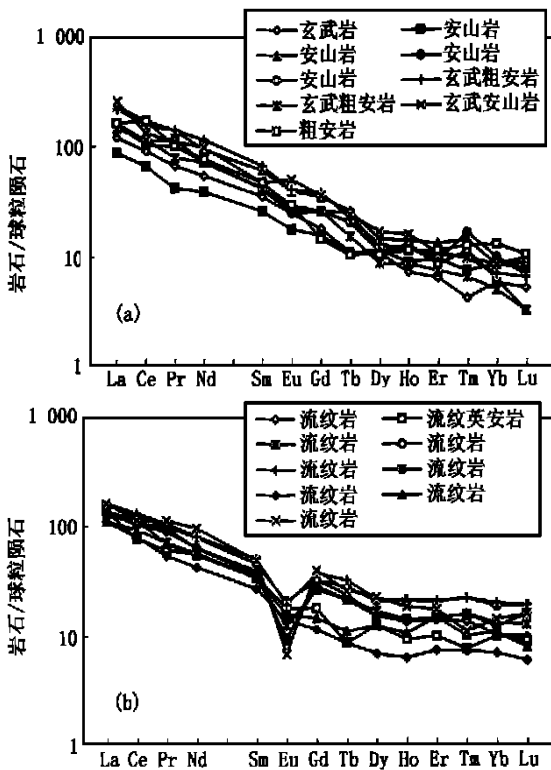 1 000
100
10
1
岩石/球粒陨石
玄武岩 安山岩
安山岩 安山岩
安山岩 玄武粗安岩
玄武粗安岩 玄武安山岩
粗安岩
(a)
La Ce Pr Nd Sm Eu Gd Tb Dy Ho Er Tm Yb Lu
1 000
100
10
1
岩石/球粒陨石
流纹岩 流纹英安岩
流纹岩 流纹岩
流纹岩 流纹岩
流纹岩 流纹岩
流纹岩
(b)
La Ce Pr Nd Sm Eu Gd Tb Dy Ho Er Tm Yb Lu